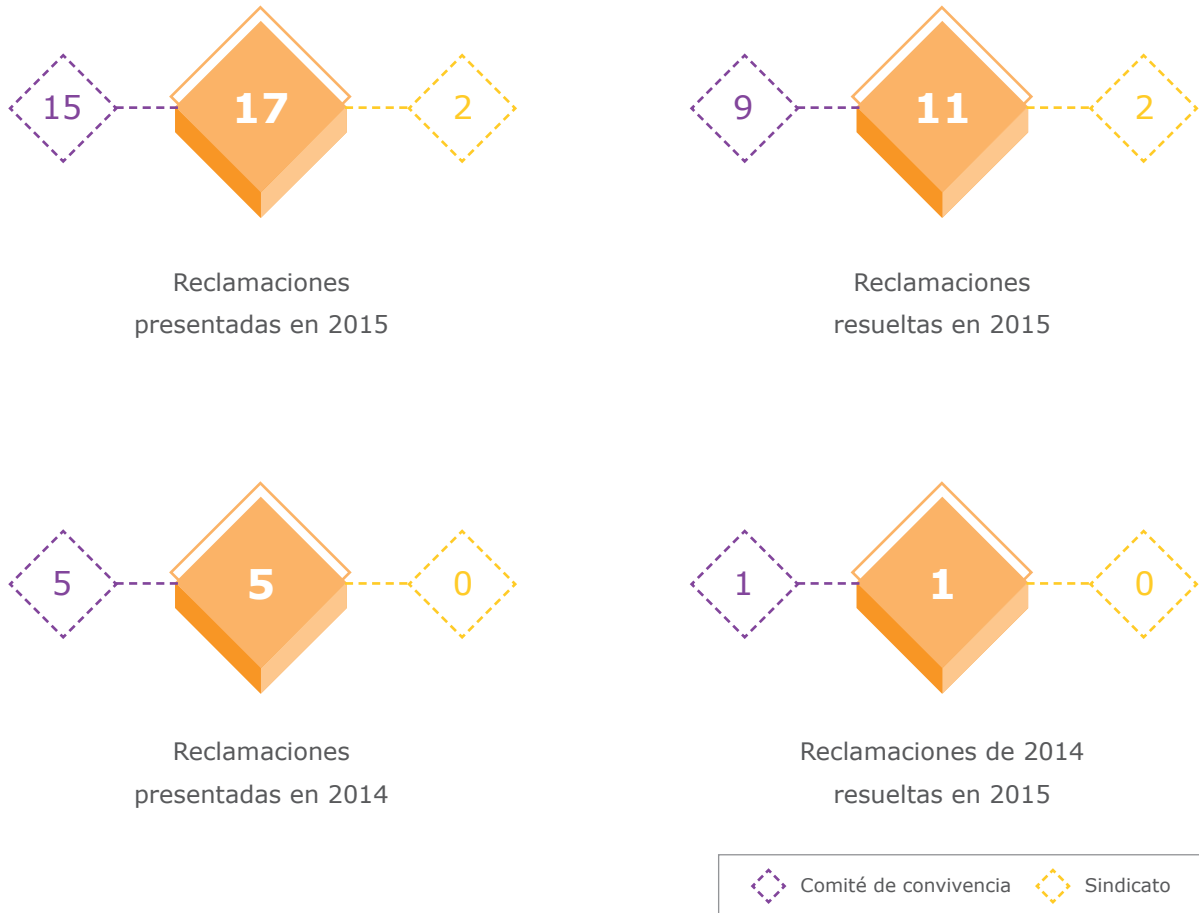 15
17
2
Reclamaciones
presentadas en 2015
9
11
2
Reclamaciones
resueltas en 2015
5
5
0
Reclamaciones
presentadas en 2014
1
1
0
Reclamaciones de 2014
resueltas en 2015
Comité de convivencia
Sindicato